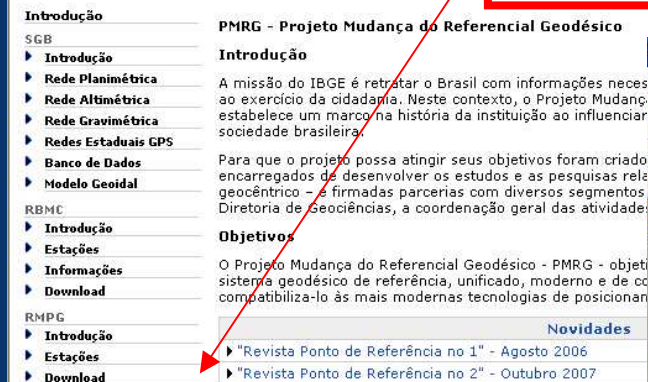 Introdução
SGB
Introdução
Rede Planimétrica
Rede Altimétrica
Rede Gravimétrica
Redes Estaduais GPS
Banco de Dados
Modelo Geoidal
RBMC
Introdução
Estações
Informações
Download
RMPG
Introdução
Estações
Download
PMRG - Projeto Mudança do Referencial Geodésico
Introdução
A missão do IBGE é retratar o Brasil com informações neces
ao exercício da cidadania. Neste contexto, o Projeto Mudanç
estabelece um marco na história da instituição ao influenciar
sociedade brasileira.
Para que o projeto possa atingir seus objetivos foram criado
encarregados de desenvolver os estudos e as pesquisas rela
geocêntrico – e firmadas parcerias com diversos segmentos
Diretoria de Geociências, a coordenação geral das atividade
Objetivos
O Projeto Mudança do Referencial Geodésico - PMRG - objeti
sistema geodésico de referência, unificado, moderno e de co
compatibiliza-lo às mais modernas tecnologias de posicionan
Novidades
"Revista Ponto de Referência no 1" - Agosto 2006
"Revista Ponto de Referência no 2" - Outubro 2007